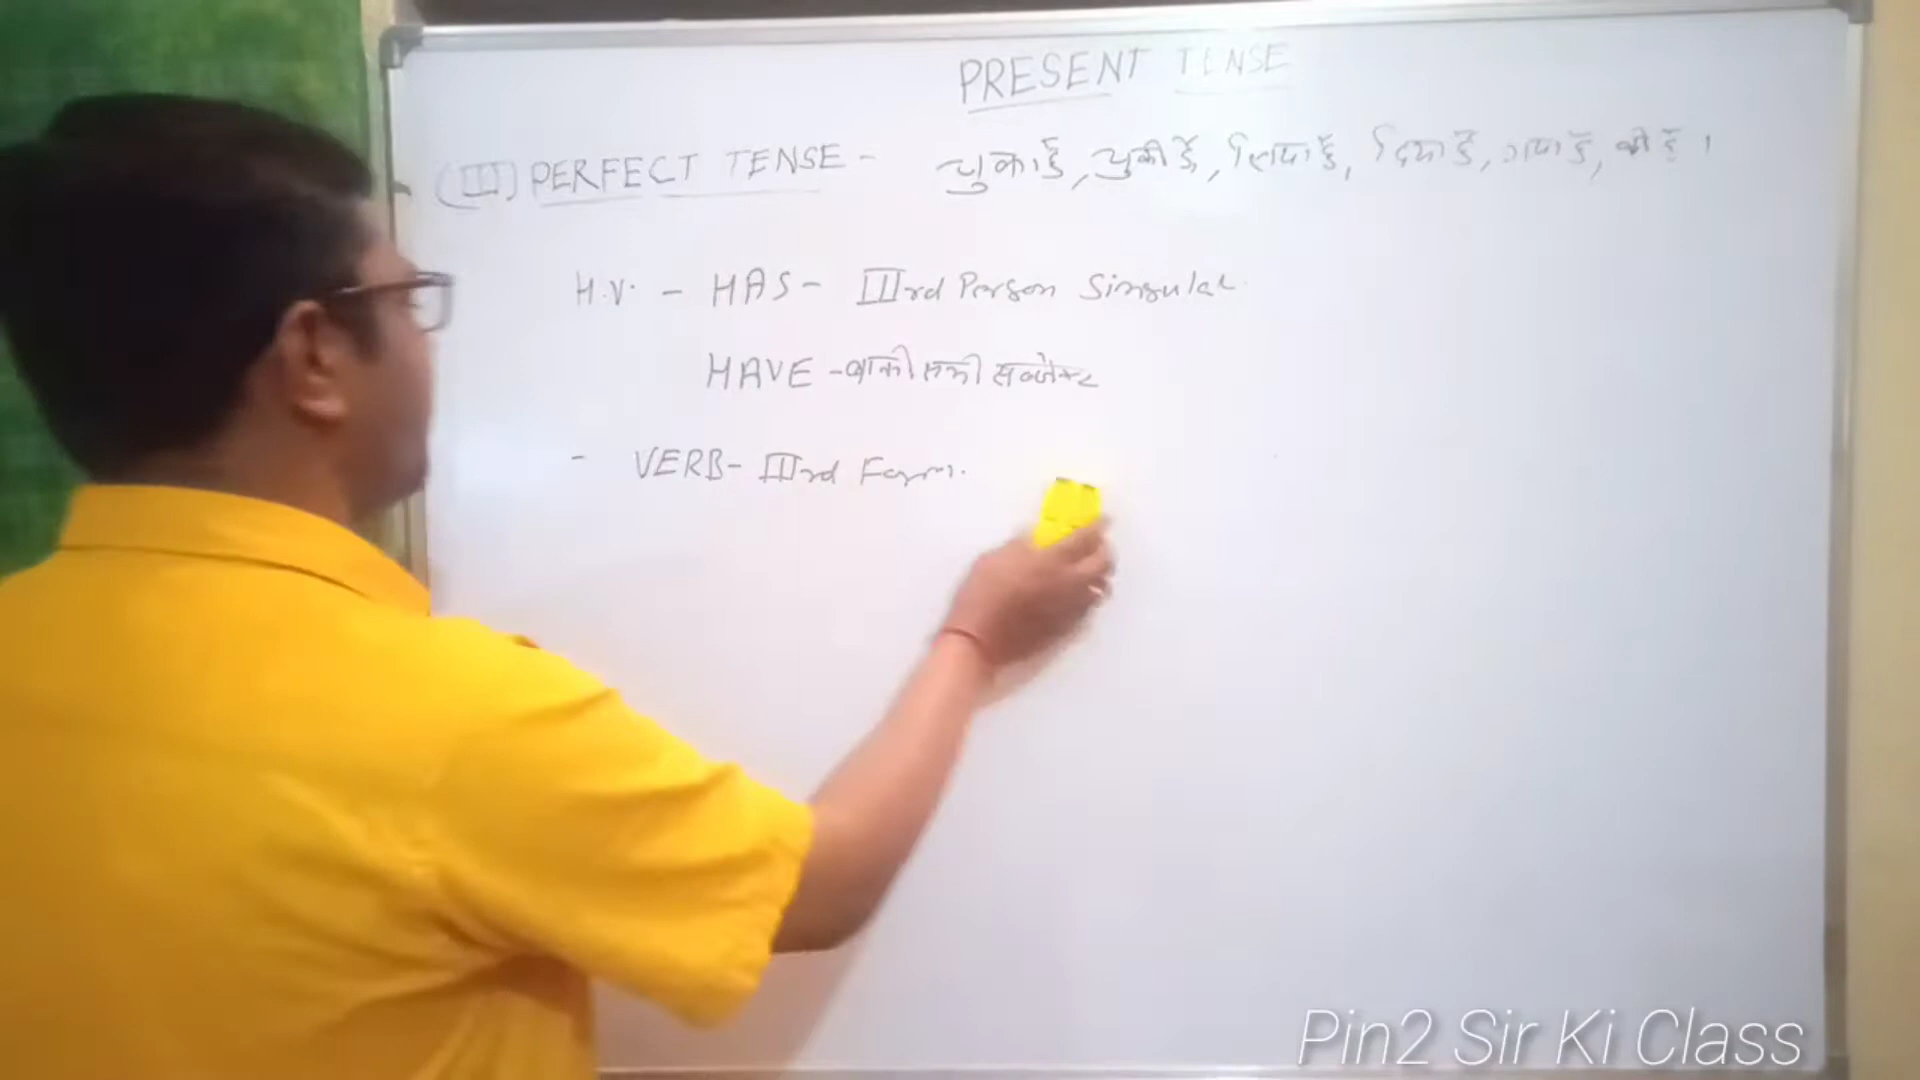 PRESENT TENSE
(III) PERFECT TENSE - चुका है, चुकी है, लिया है, दिया है, गया है, की है ।
H.V. - HAS - IIIrd Person Singular.
HAVE - बाकी सभी सब्जेक्ट
- VERB - IIIrd Form.
Pin2 Sir Ki Class